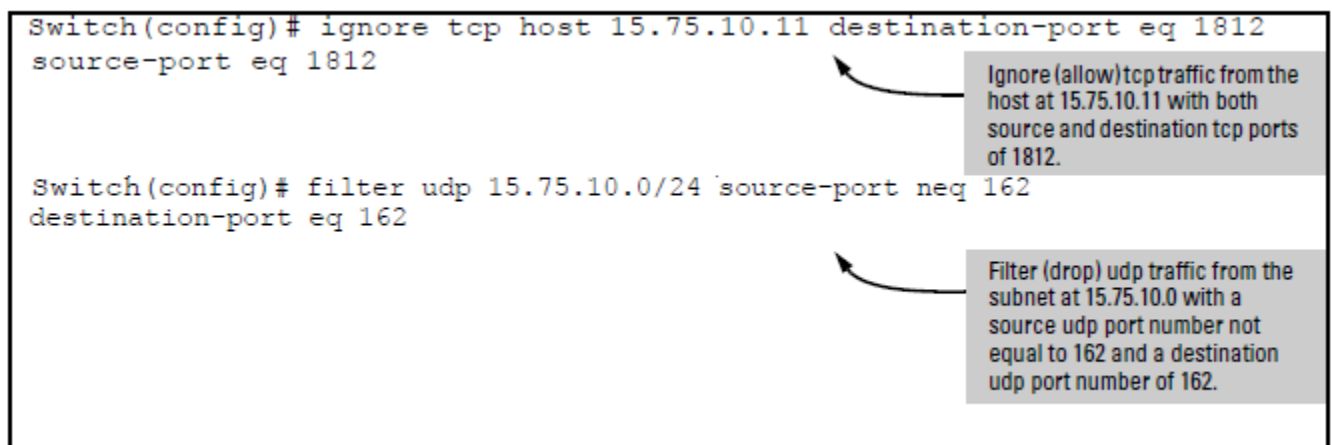 Switch(config)# ignore tcp host 15.75.10.11 destination-port eq 1812
source-port eq 1812
Ignore (allow) tcp traffic from the
host at 15.75.10.11 with both
source and destination tcp ports
of 1812.
Switch(config)# filter udp 15.75.10.0/24 source-port neq 162
destination-port eq 162
Filter (drop) udp traffic from the
subnet at 15.75.10.0 with a
source udp port number not
equal to 162 and a destination
udp port number of 162.